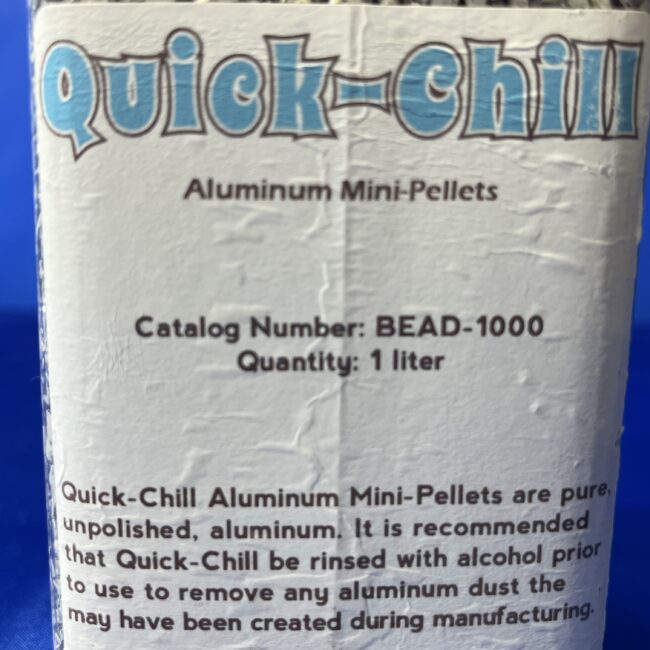 Quick-Chill
Aluminum Mini-Pellets
Catalog Number: BEAD-1000
Quantity: 1 liter
Quick-Chill Aluminum Mini-Pellets are pure,
unpolished, aluminum. It is recommended
that Quick-Chill be rinsed with alcohol prior
to use to remove any aluminum dust the
may have been created during manufacturing.